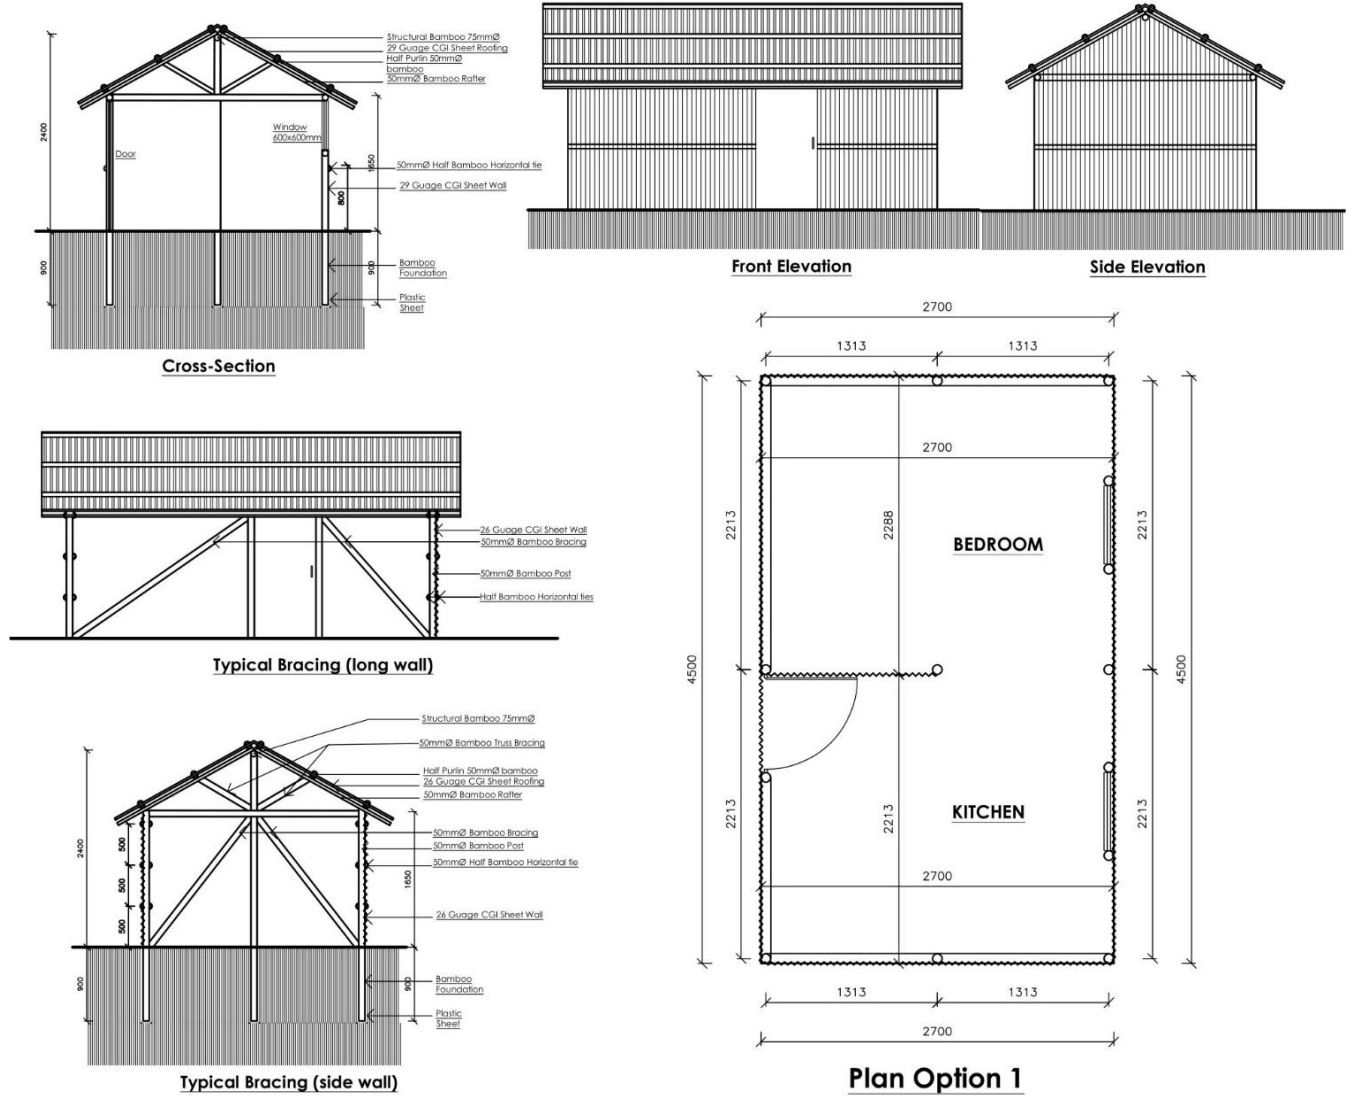 Structural Bamboo 75mmØ
29 Guage CGI Sheet Roofing
Half Purlin 50mmØ
bamboo
50mmØ Bamboo Rafter
2400
Window
600x600mm
Door
1650
50mmØ Half Bamboo Horizontal tie
29 Guage CGI Sheet Wall
800
900
900
Bamboo
Foundation
Plastic
Sheet
Cross-Section
Front Elevation
Side Elevation
26 Guage CGI Sheet Wall
50mmØ Bamboo Bracing
50mmØ Bamboo Post
Half Bamboo Horizontal ties
Typical Bracing (long wall)
Structural Bamboo 75mmØ
50mmØ Bamboo Truss Bracing
Half Purlin 50mmØ bamboo
26 Guage CGI Sheet Roofing
50mmØ Bamboo Rafter
2400
500
500
500
1650
50mmØ Bamboo Bracing
50mmØ Bamboo Post
50mmØ Half Bamboo Horizontal tie
26 Guage CGI Sheet Wall
900
900
Bamboo
Foundation
Plastic
Sheet
Typical Bracing (side wall)
2700
1313
1313
2700
2213
2288
2213
BEDROOM
4500
4500
2213
2213
2213
KITCHEN
2700
1313
1313
2700
Plan Option 1